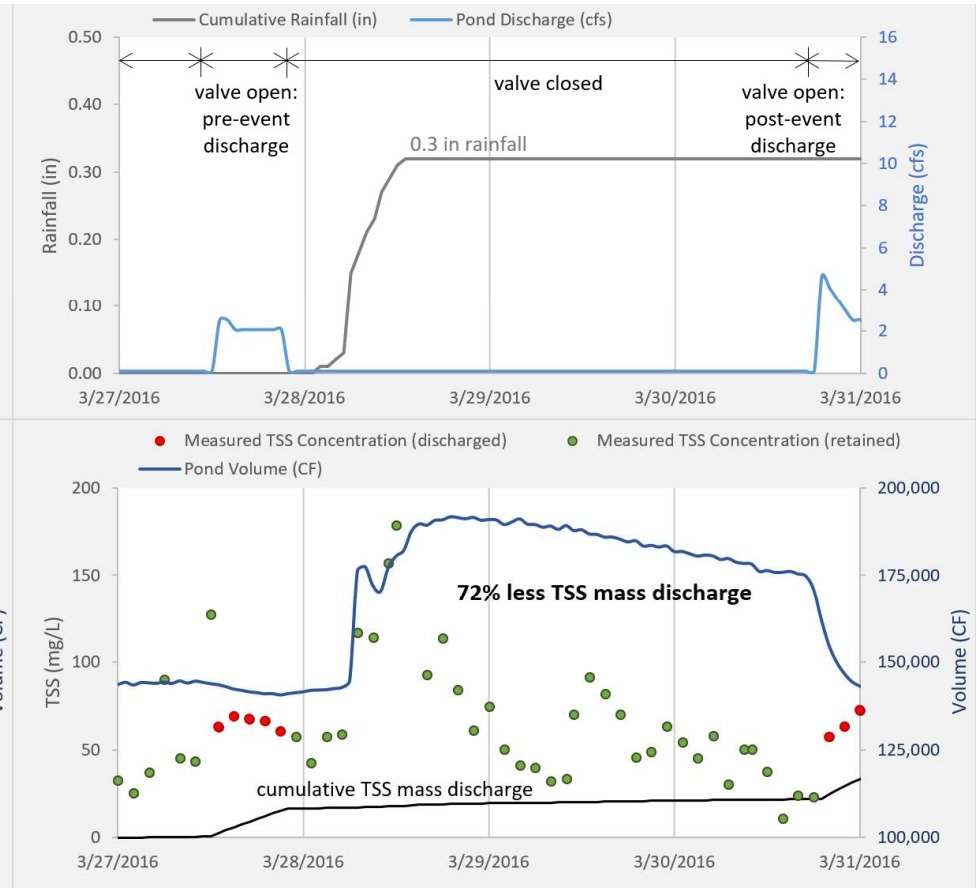 Cumulative Rainfall (in)
Pond Discharge (cfs)
0.50
0.40
0.30
0.20
0.10
0.00
Rainfall (in)
16
14
12
10
8
6
4
2
0
Discharge (cfs)
valve open:
pre-event
discharge
valve closed
valve open:
post-event
discharge
0.3 in rainfall
3/27/2016
3/28/2016
3/29/2016
3/30/2016
3/31/2016
Measured TSS Concentration (discharged)
Measured TSS Concentration (retained)
Pond Volume (CF)
200
150
100
50
0
TSS (mg/L)
200,000
175,000
150,000
125,000
100,000
Volume (CF)
72% less TSS mass discharge
cumulative TSS mass discharge
3/27/2016
3/28/2016
3/29/2016
3/30/2016
3/31/2016